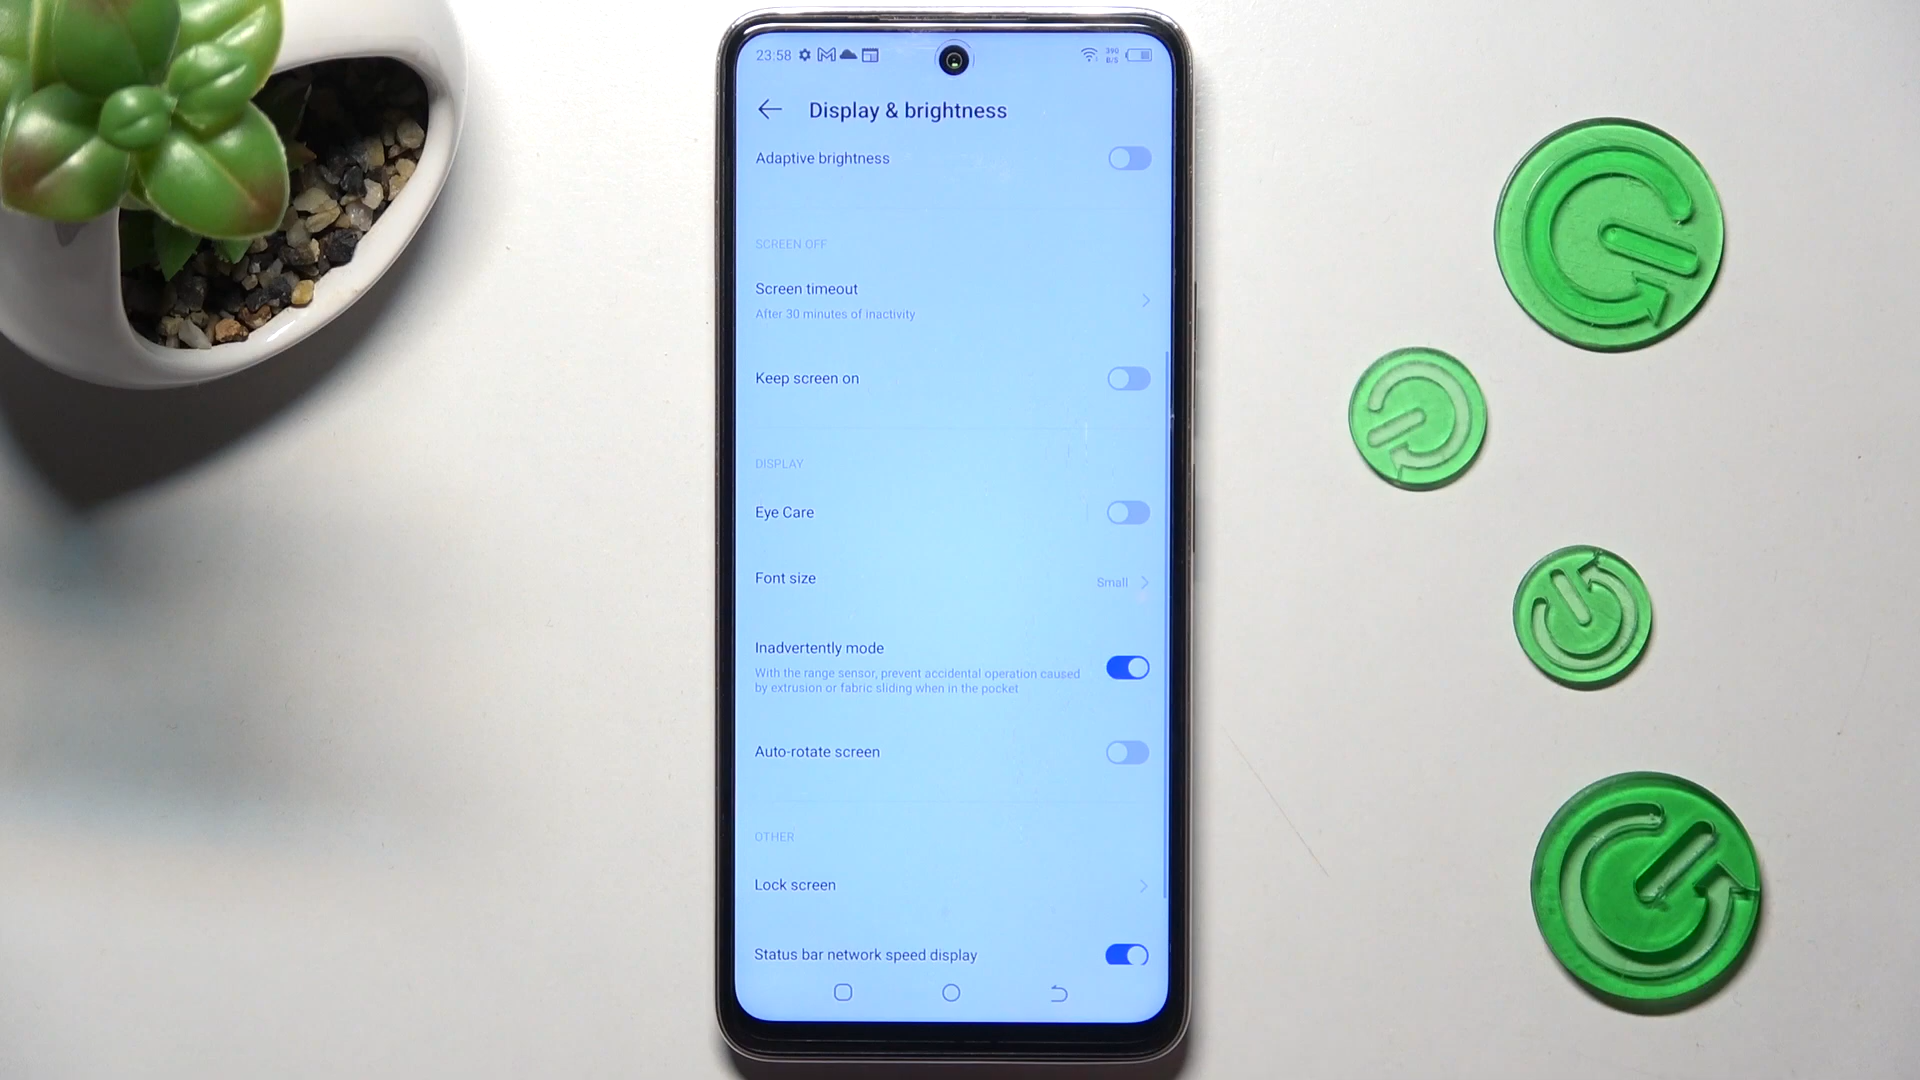 23:58
390
B/S
Display & brightness
Adaptive brightness
SCREEN OFF
Screen timeout
After 30 minutes of inactivity
Keep screen on
DISPLAY
Eye Care
Font size
Small
Inadvertently mode
With the range sensor, prevent accidental operation caused
by extrusion or fabric sliding when in the pocket
Auto-rotate screen
OTHER
Lock screen
Status bar network speed display